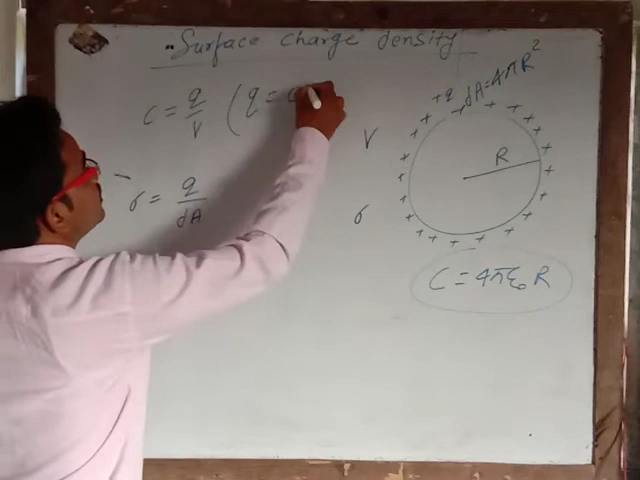 Surface charge density
C = q/V (q = C
σ = q/dA
+q dA=4πR²
V
R
σ
C = 4πε₀R